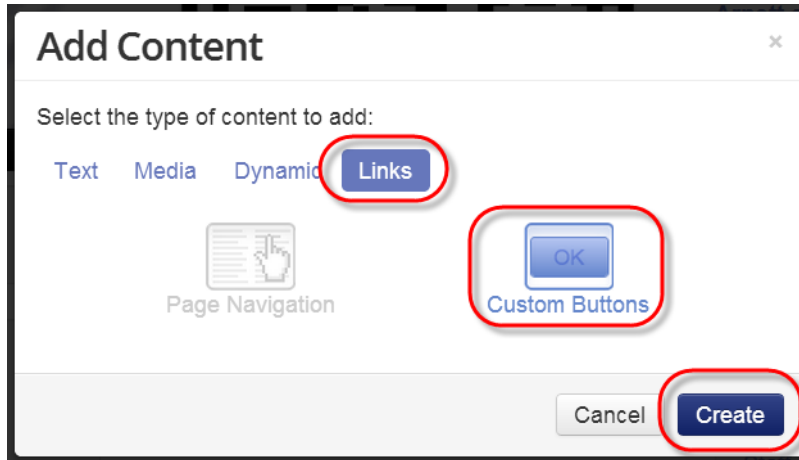 Add Content
×
Select the type of content to add:
Text Media Dynamic Links
OK
Page Navigation Custom Buttons
Cancel Create